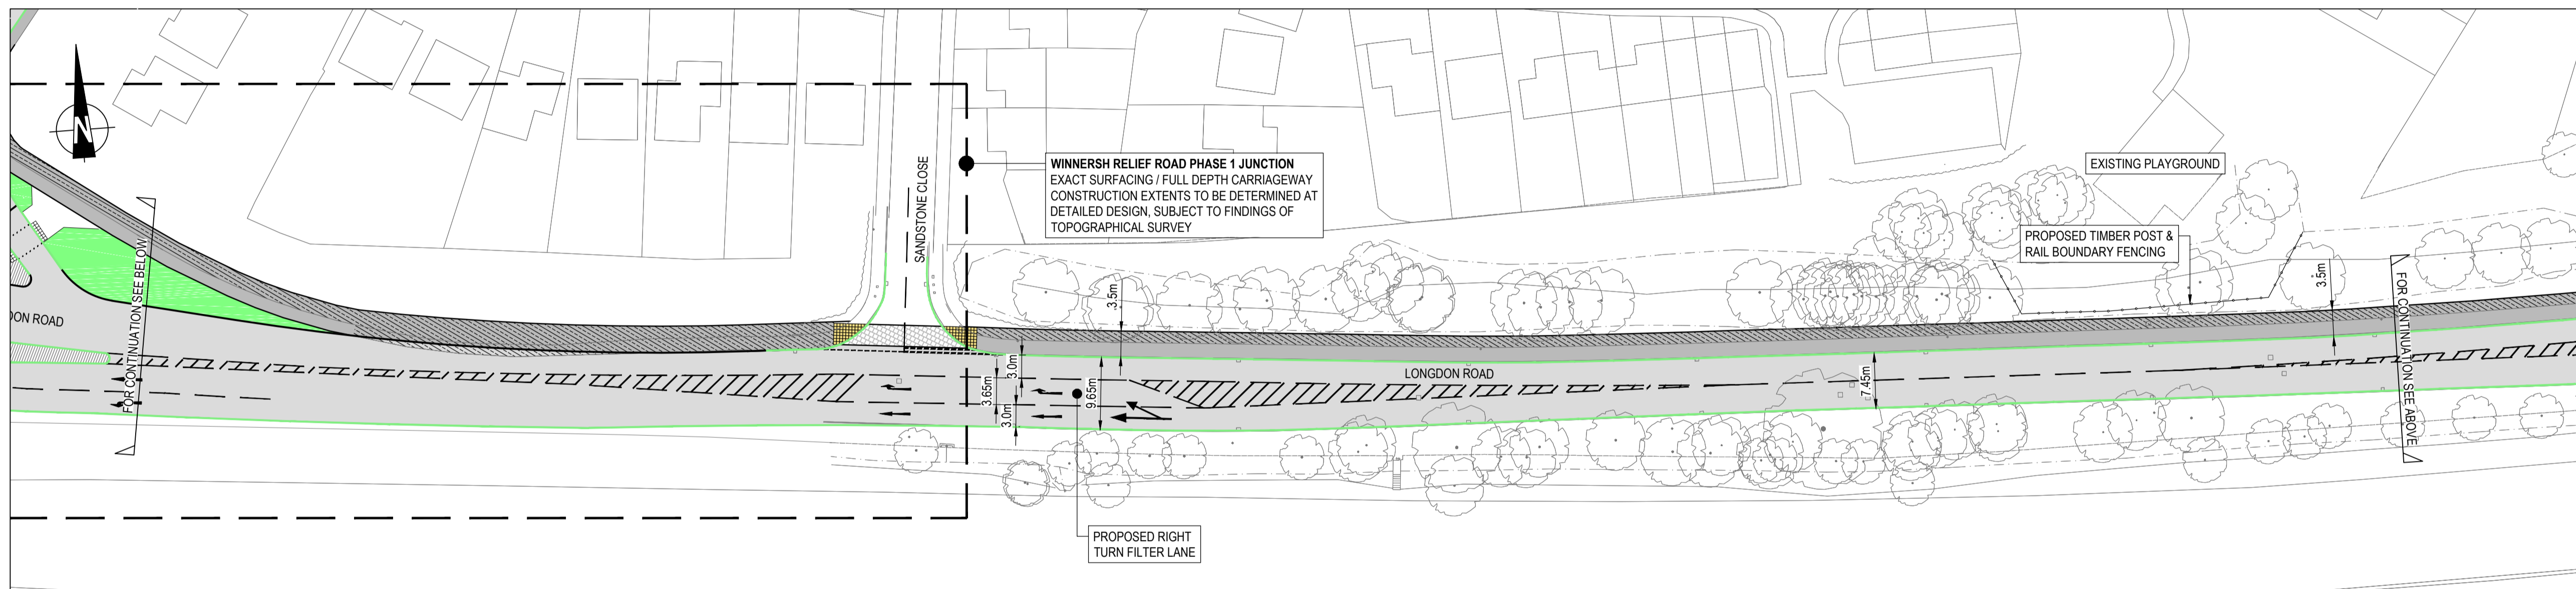 N
WINNERSH RELIEF ROAD PHASE 1 JUNCTION
EXACT SURFACING / FULL DEPTH CARRIAGEWAY
CONSTRUCTION EXTENTS TO BE DETERMINED AT
DETAILED DESIGN, SUBJECT TO FINDINGS OF
TOPOGRAPHICAL SURVEY
SANDSTONE CLOSE
EXISTING PLAYGROUND
PROPOSED TIMBER POST &
RAIL BOUNDARY FENCING
FOR CONTINUATION SEE BELOW
DON ROAD
3.5m
3.5m
FOR CONTINUATION SEE ABOVE
3.65m
3.0m
3.0m
9.65m
LONGDON ROAD
7.45m
PROPOSED RIGHT
TURN FILTER LANE